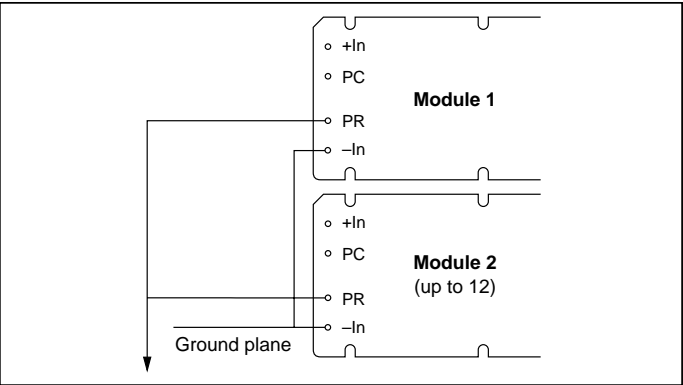 +In
PC
Module 1
PR
–In
+In
PC
Module 2
(up to 12)
PR
–In
Ground plane